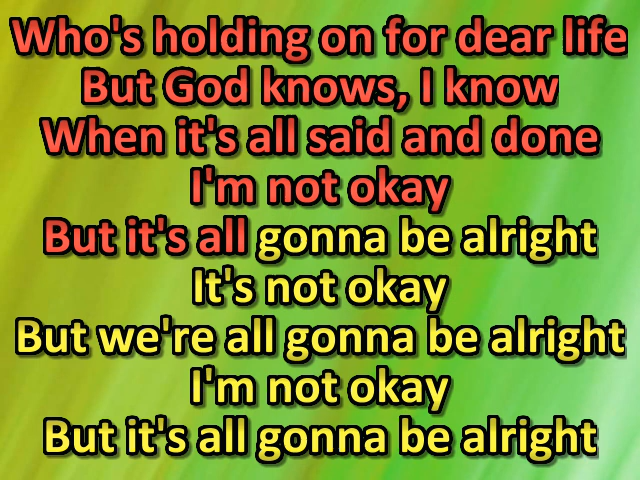 Who's holding on for dear life
But God knows, I know
When it's all said and done
I'm not okay
But it's all gonna be alright
It's not okay
But we're all gonna be alright
I'm not okay
But it's all gonna be alright